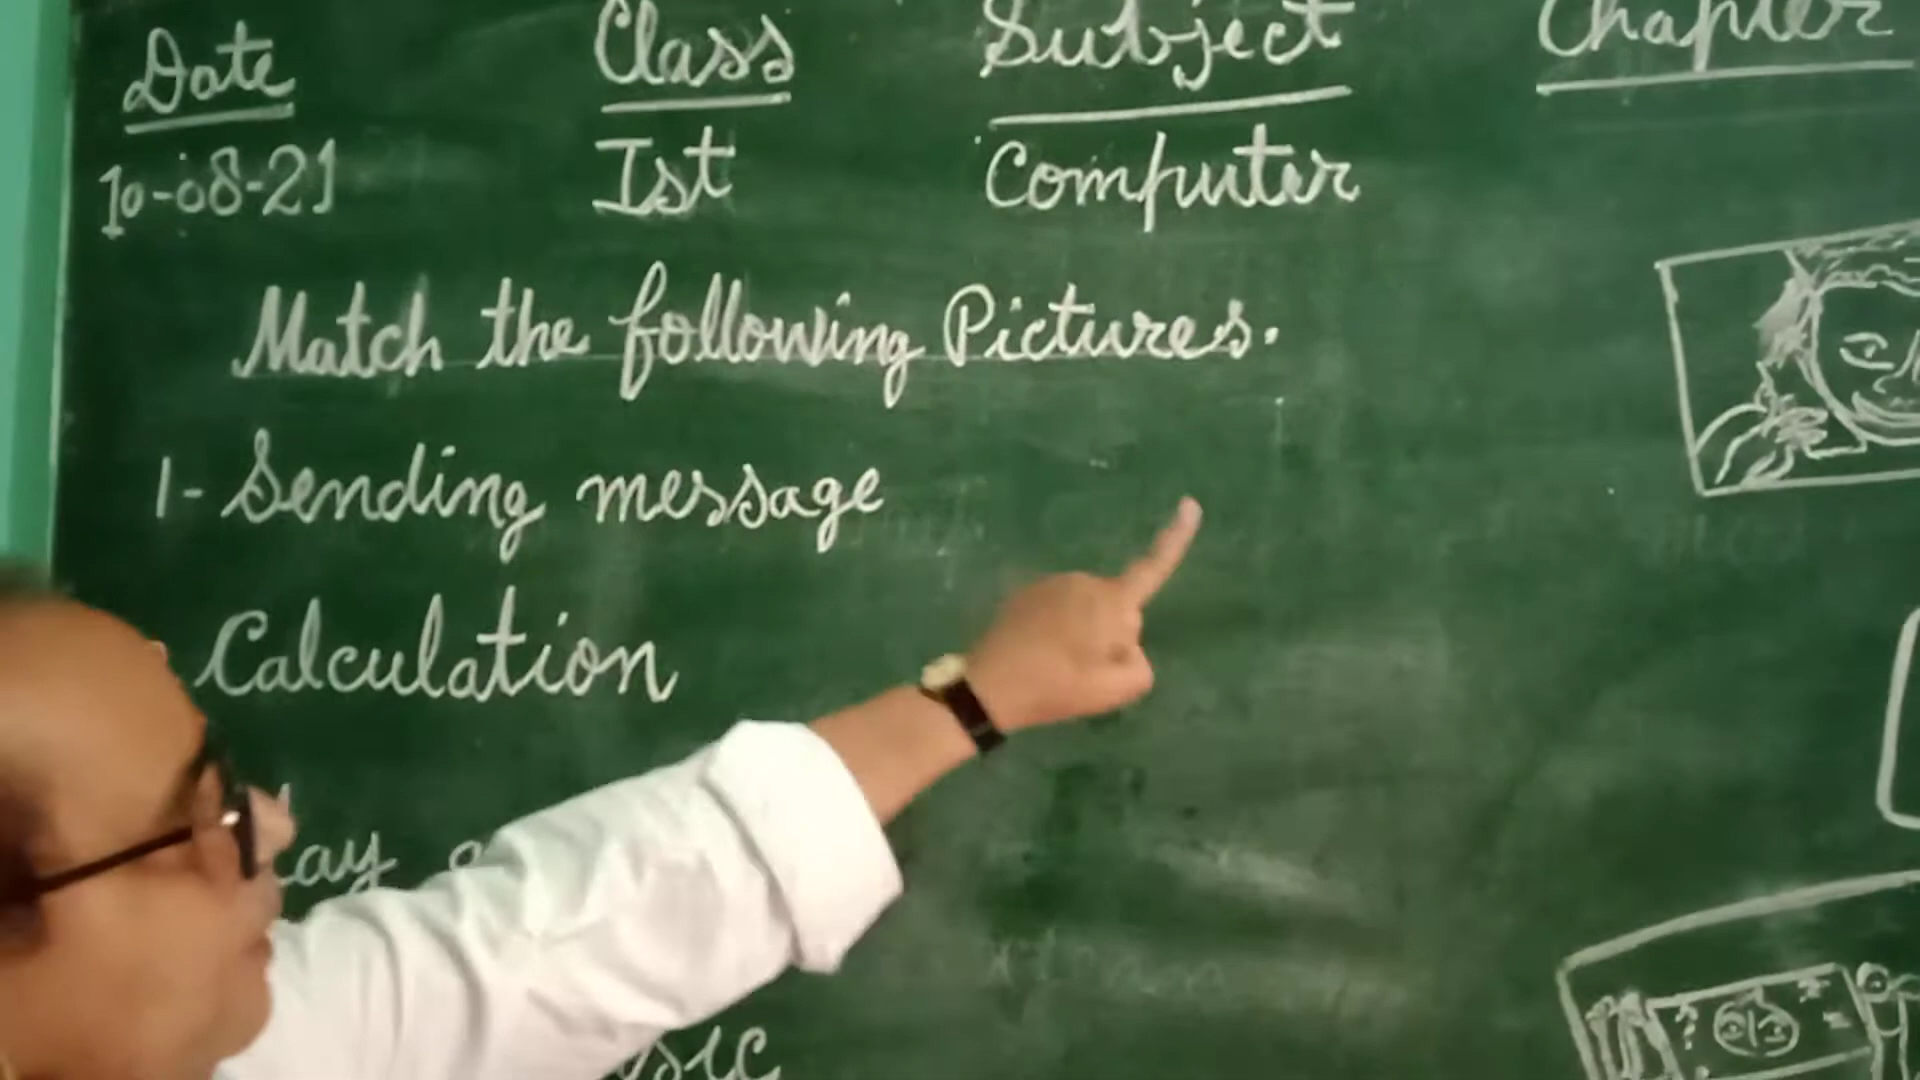 Date Class Subject Chapter
10-08-21 Ist Computer
Match the following Pictures.
1- Sending message
Calculation